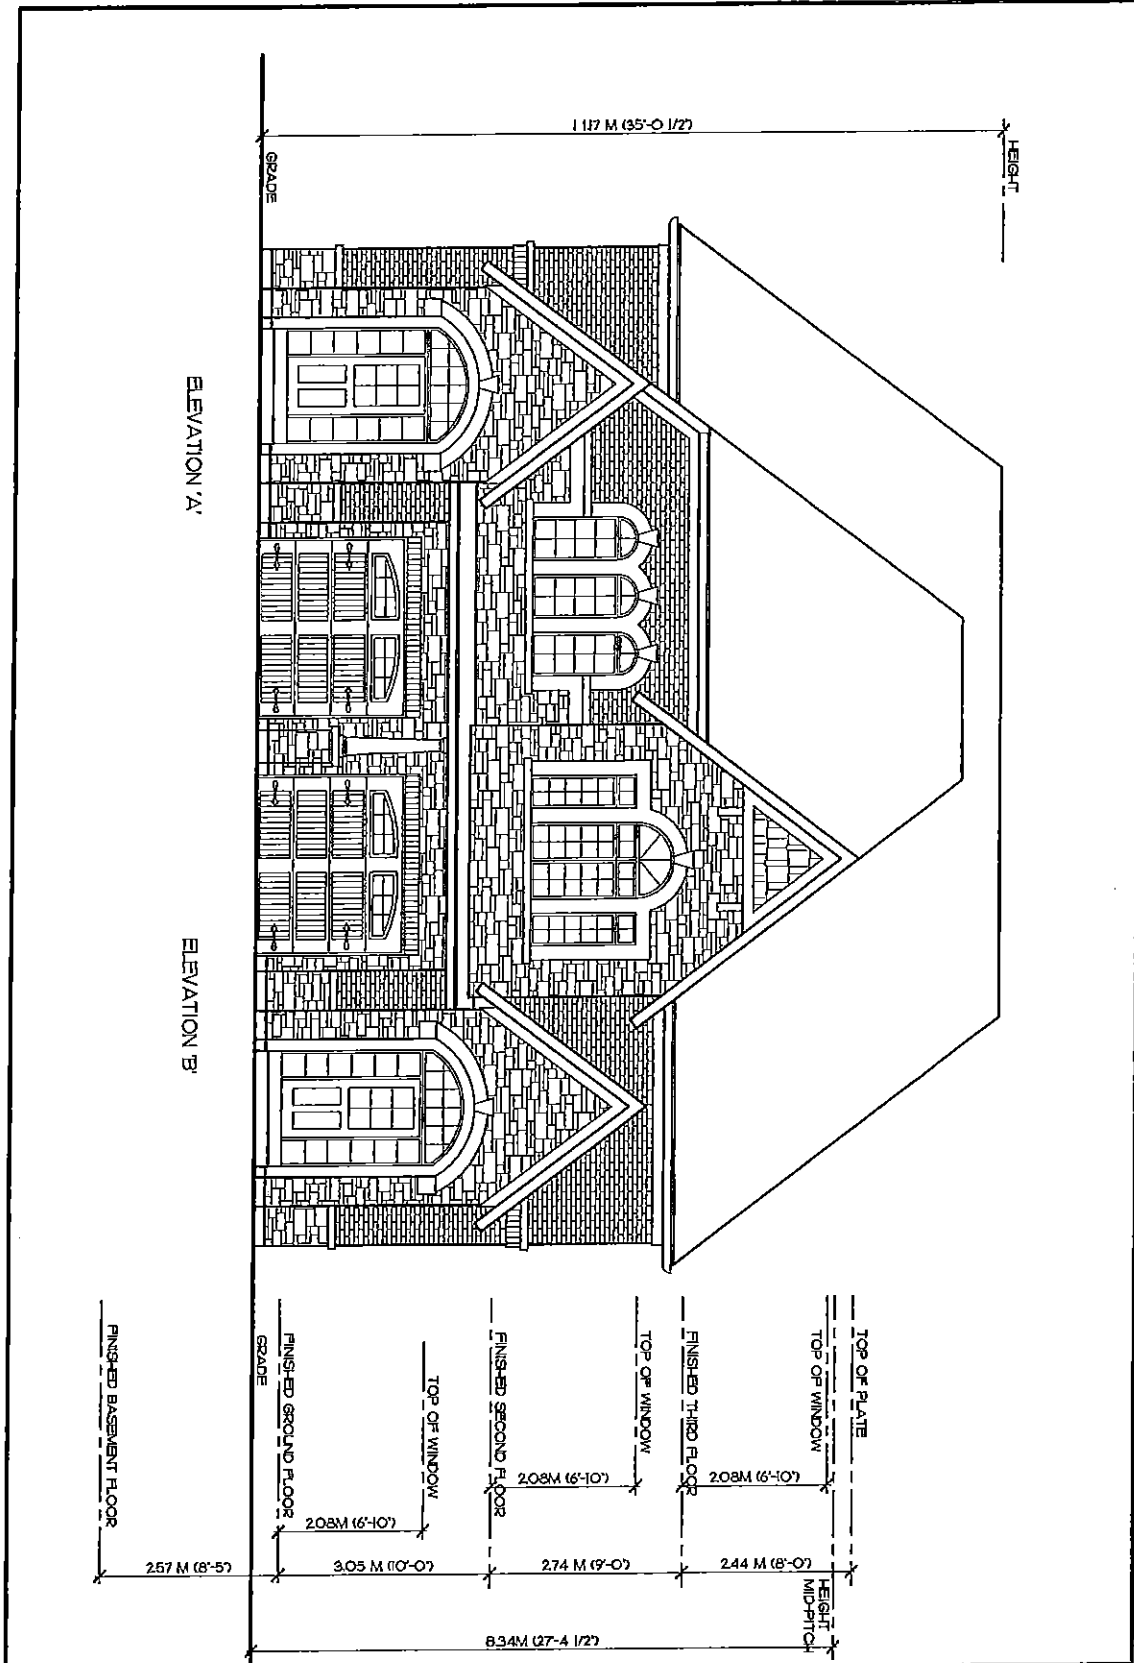 HEIGHT
11.17 M (35'-0 1/2")
GRADE
ELEVATION 'A'
ELEVATION 'B'
TOP OF PLATE
TOP OF WINDOW
FINISHED THIRD FLOOR
TOP OF WINDOW
FINISHED SECOND FLOOR
TOP OF WINDOW
FINISHED GROUND FLOOR
GRADE
FINISHED BASEMENT FLOOR
2.08M (6'-10")
2.08M (6'-10")
2.08M (6'-10")
2.44 M (8'-0")
2.74 M (9'-0")
3.05 M (10'-0")
2.57 M (8'-5")
HEIGHT
MID-PITCH
8.34M (27'-4 1/2")